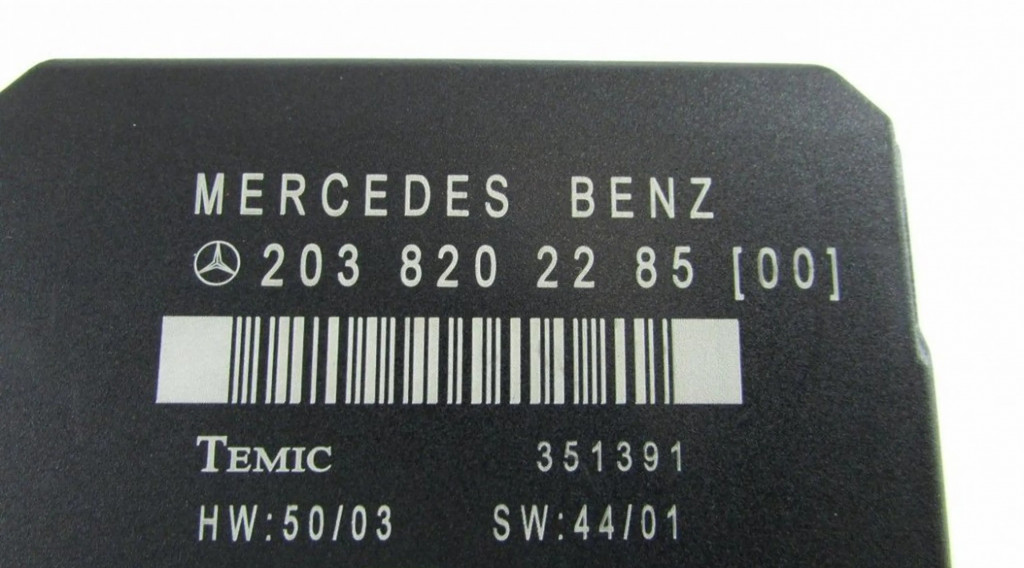 MERCEDES BENZ
203 820 22 85 [00]
TEMIC 351391
HW:50/03 SW:44/01